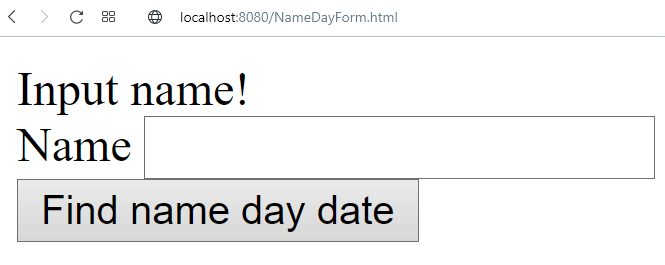 localhost:8080/NameDayForm.html
Input name!
Name
Find name day date